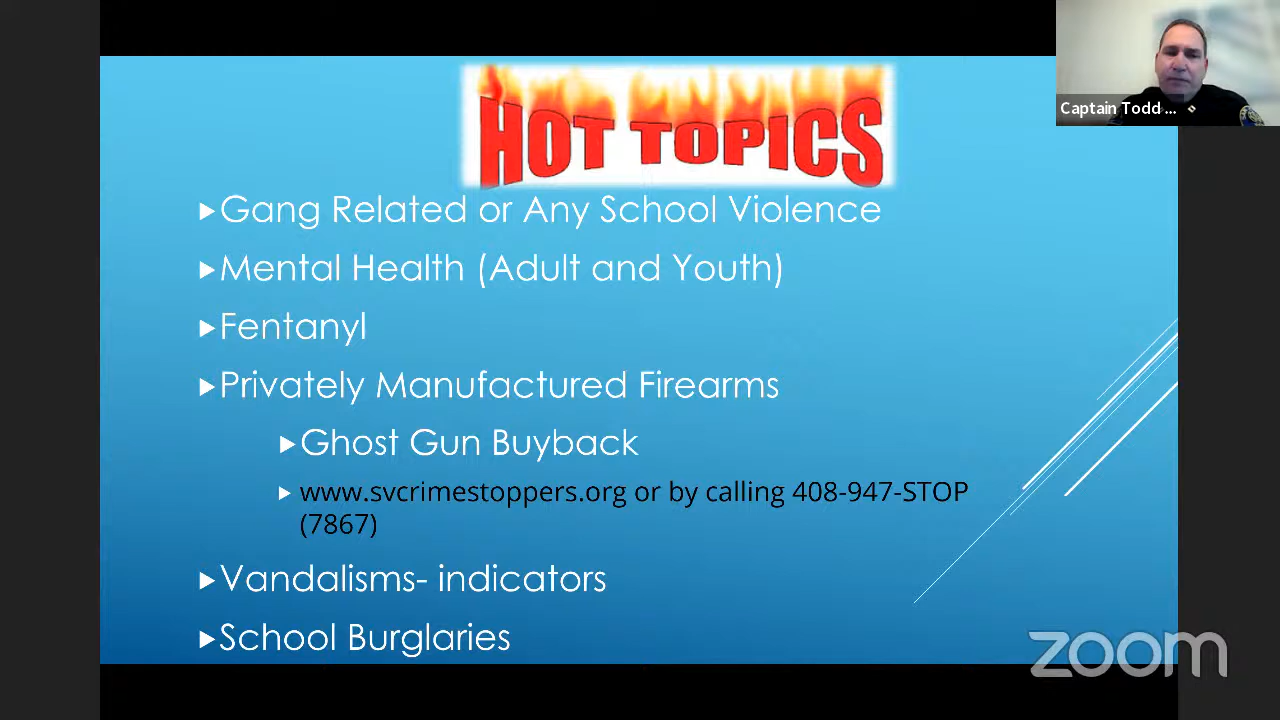 HOT TOPICS
Captain Todd ...
Gang Related or Any School Violence
Mental Health (Adult and Youth)
Fentanyl
Privately Manufactured Firearms
Ghost Gun Buyback
www.svcrimestoppers.org or by calling 408-947-STOP
(7867)
Vandalisms- indicators
School Burglaries
zoom